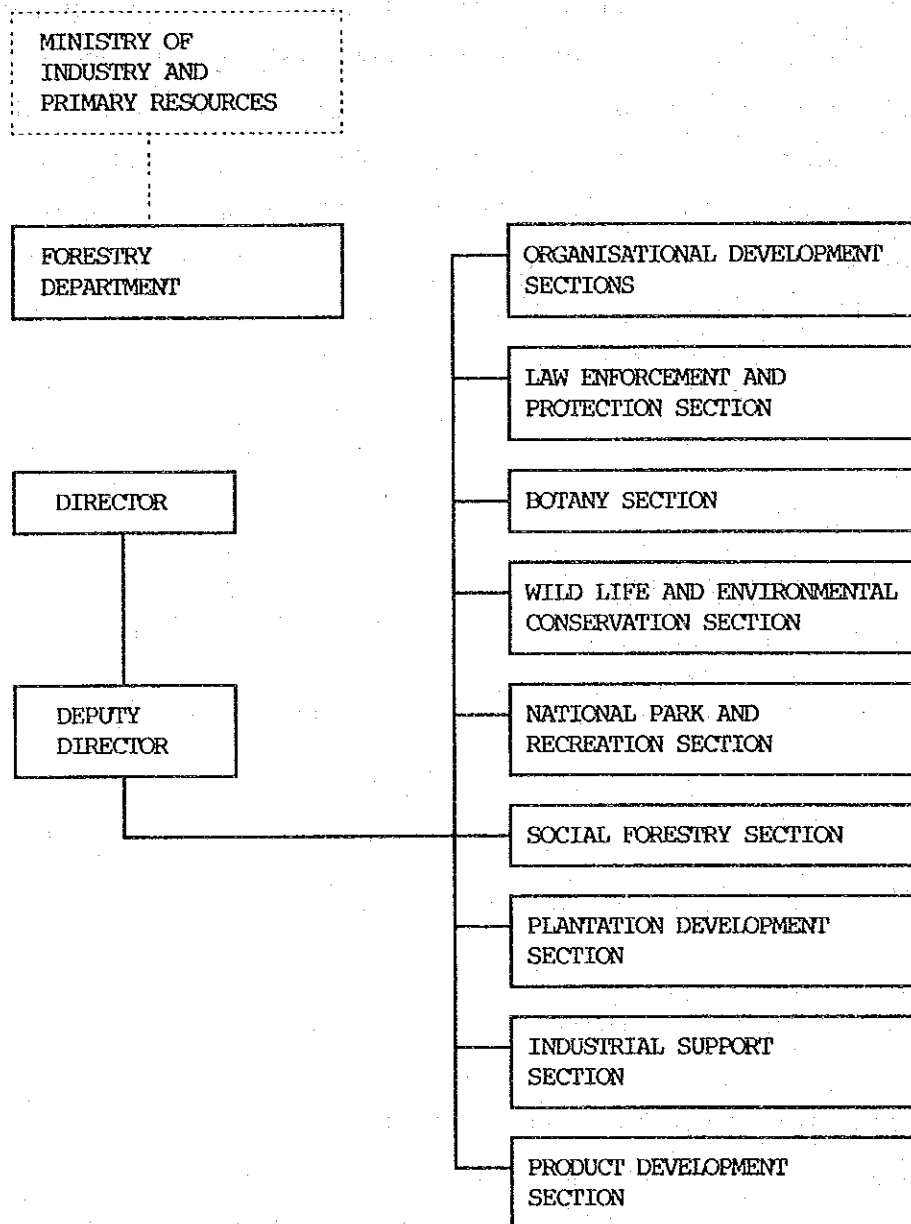 MINISTRY OF
INDUSTRY AND
PRIMARY RESOURCES
FORESTRY
DEPARTMENT
DIRECTOR
DEPUTY
DIRECTOR
ORGANISATIONAL DEVELOPMENT
SECTIONS
LAW ENFORCEMENT AND
PROTECTION SECTION
BOTANY SECTION
WILD LIFE AND ENVIRONMENTAL
CONSERVATION SECTION
NATIONAL PARK AND
RECREATION SECTION
SOCIAL FORESTRY SECTION
PLANTATION DEVELOPMENT
SECTION
INDUSTRIAL SUPPORT
SECTION
PRODUCT DEVELOPMENT
SECTION